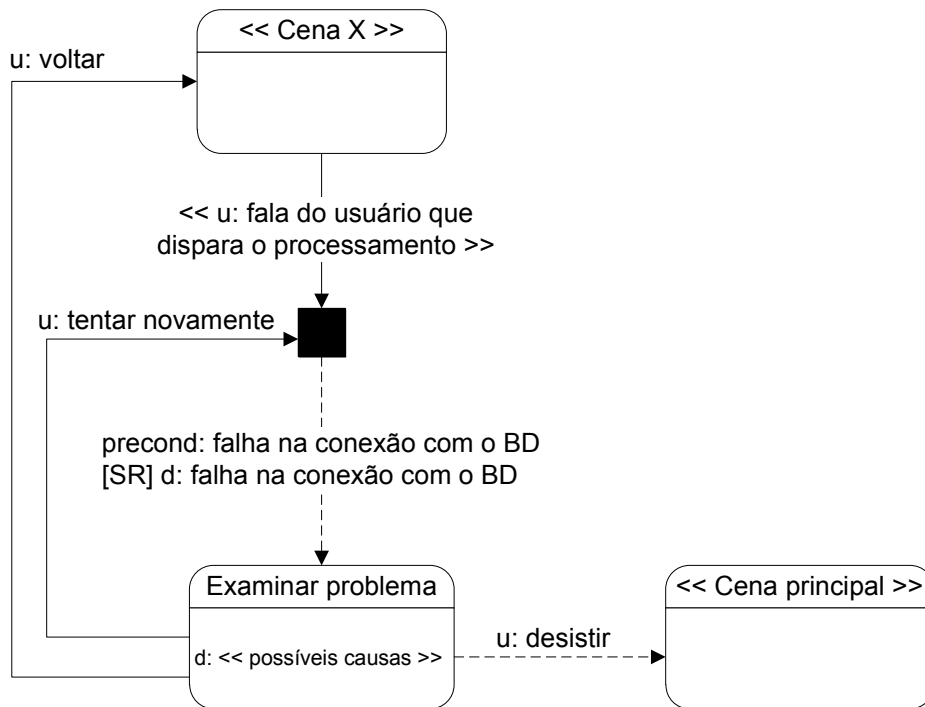 << Cena X >>
u: voltar
<< u: fala do usuário que
dispara o processamento >>
u: tentar novamente
precond: falha na conexão com o BD
[SR] d: falha na conexão com o BD
Examinar problema
d: << possíveis causas >>
u: desistir
<< Cena principal >>